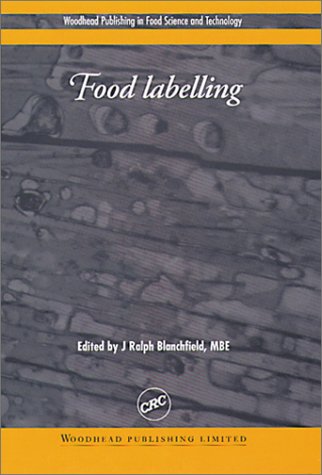 Woodhead Publishing in Food Science and Technology
Food labelling
Edited by J Ralph Blanchfield, MBE
CRC
WOODHEAD PUBLISHING LIMITED